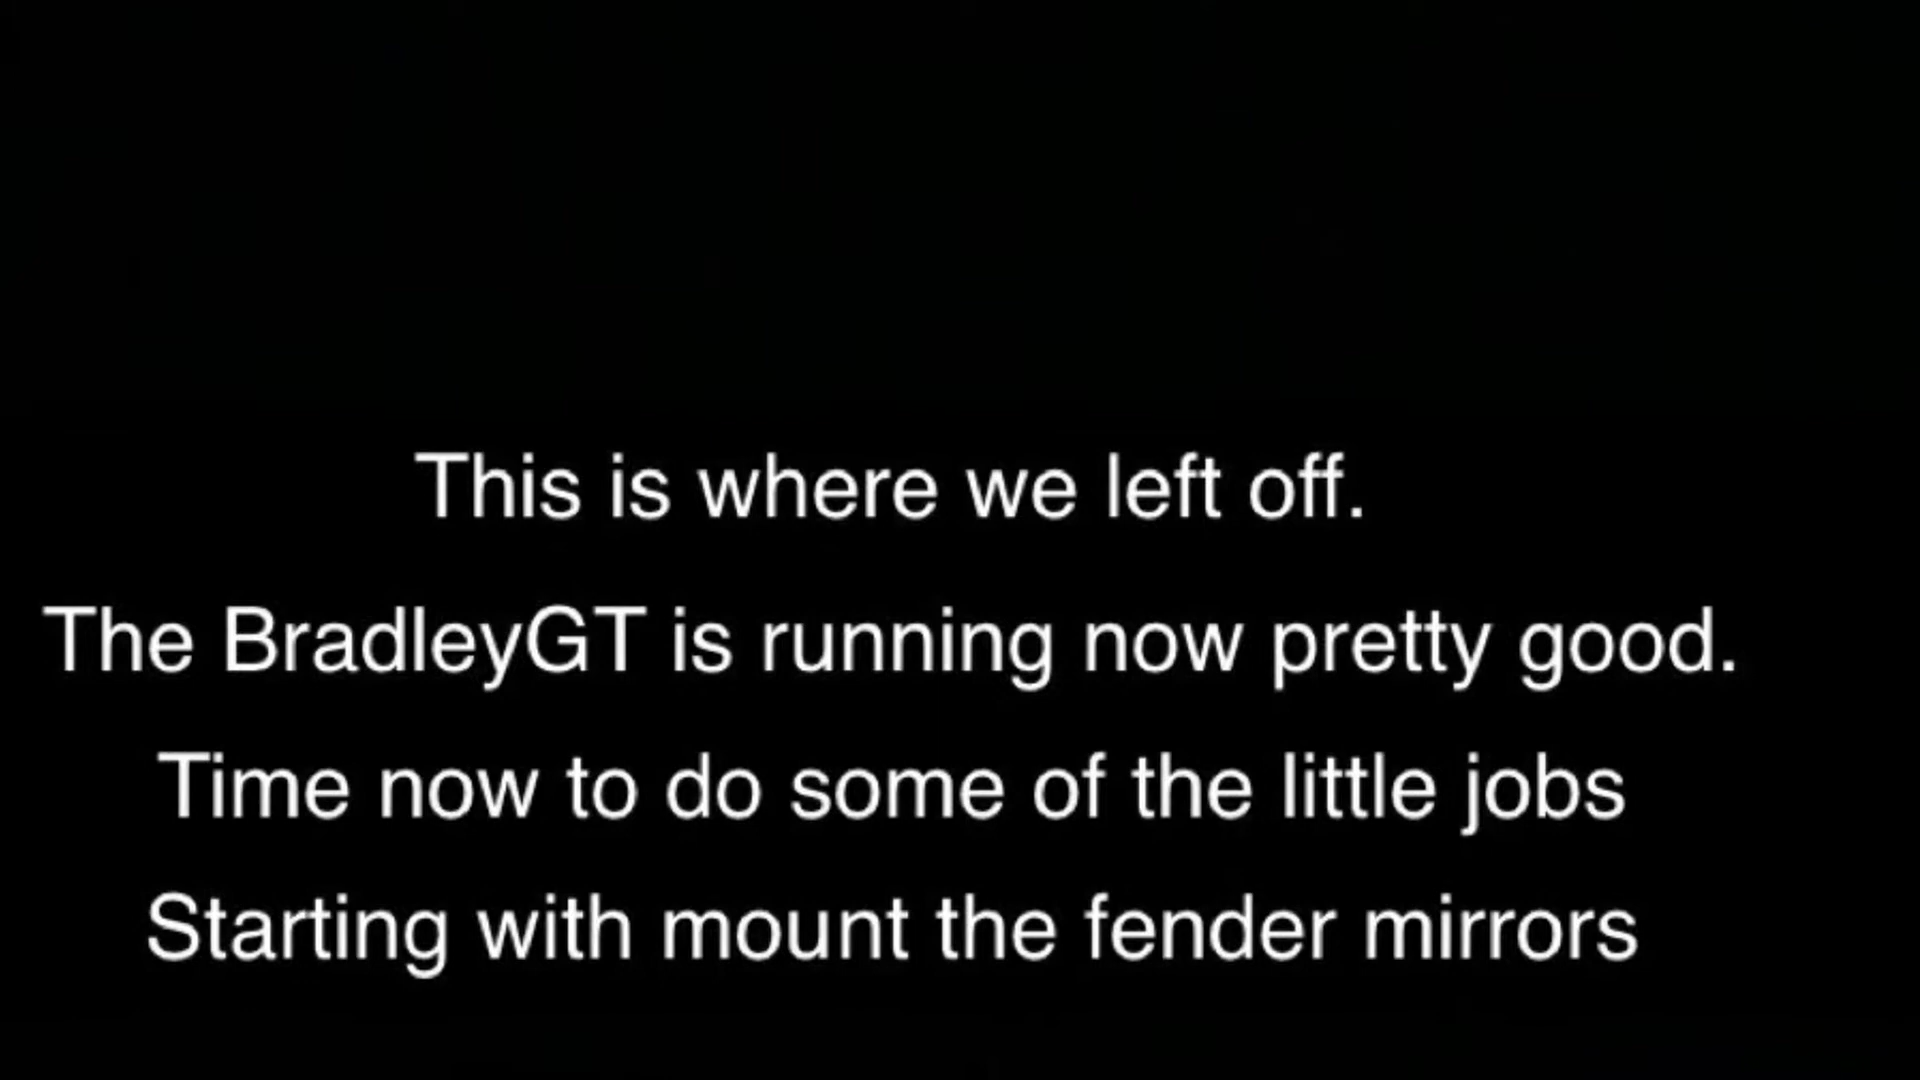 This is where we left off.
The BradleyGT is running now pretty good.
Time now to do some of the little jobs
Starting with mount the fender mirrors